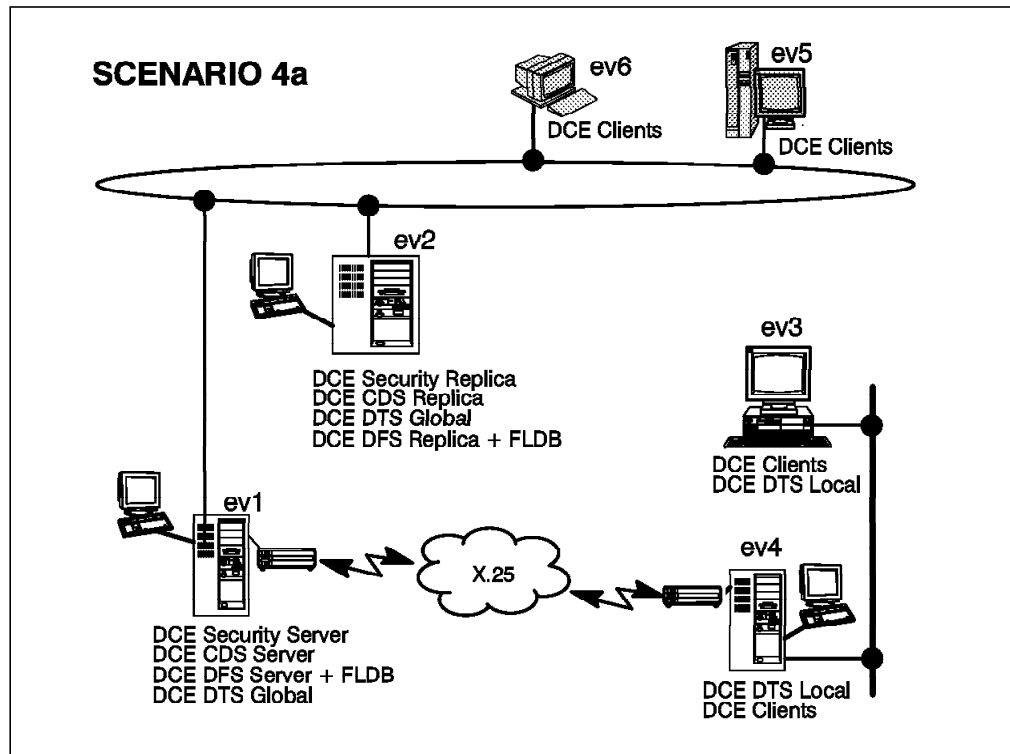 SCENARIO 4a
ev6
DCE Clients
ev5
DCE Clients
ev2
DCE Security Replica
DCE CDS Replica
DCE DTS Global
DCE DFS Replica + FLDB
ev3
DCE Clients
DCE DTS Local
ev1
DCE Security Server
DCE CDS Server
DCE DFS Server + FLDB
DCE DTS Global
X.25
ev4
DCE DTS Local
DCE Clients